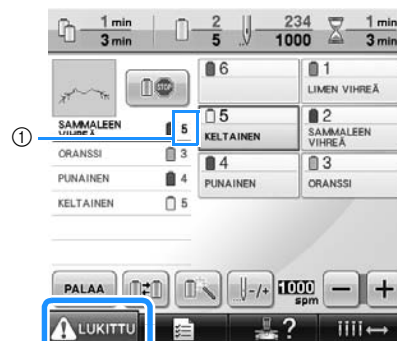 1 min
3 min
2
5
234
1000
1 min
3 min
STOP
6
1
LIMEN VIHREÄ
SAMMALEEN
VIHREÄ
5
①
5
KELTAINEN
2
SAMMALEEN
VIHREÄ
ORANSSI
3
PUNAINEN
4
4
PUNAINEN
3
ORANSSI
KELTAINEN
5
PALAA
-/+
1000
spm
−
+
LUKITTU
?